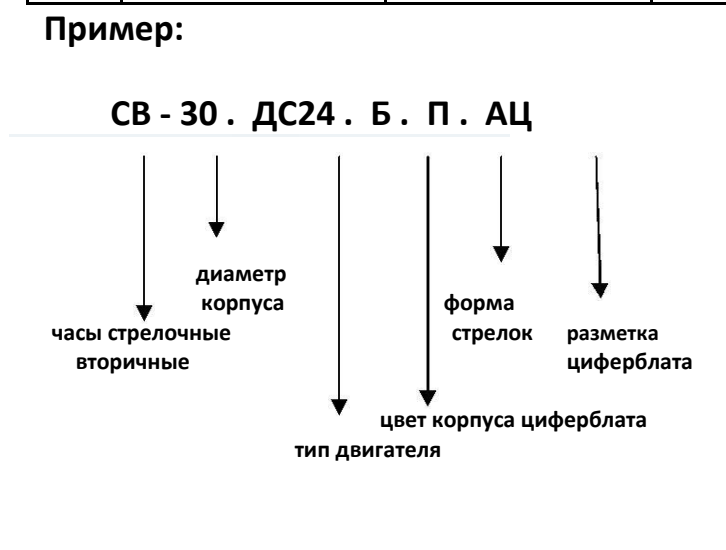 Пример:
СВ - 30 . ДС24 . Б . П . АЦ
диаметр
корпуса
часы стрелочные
вторичные
форма
стрелок
разметка
циферблата
цвет корпуса циферблата
тип двигателя